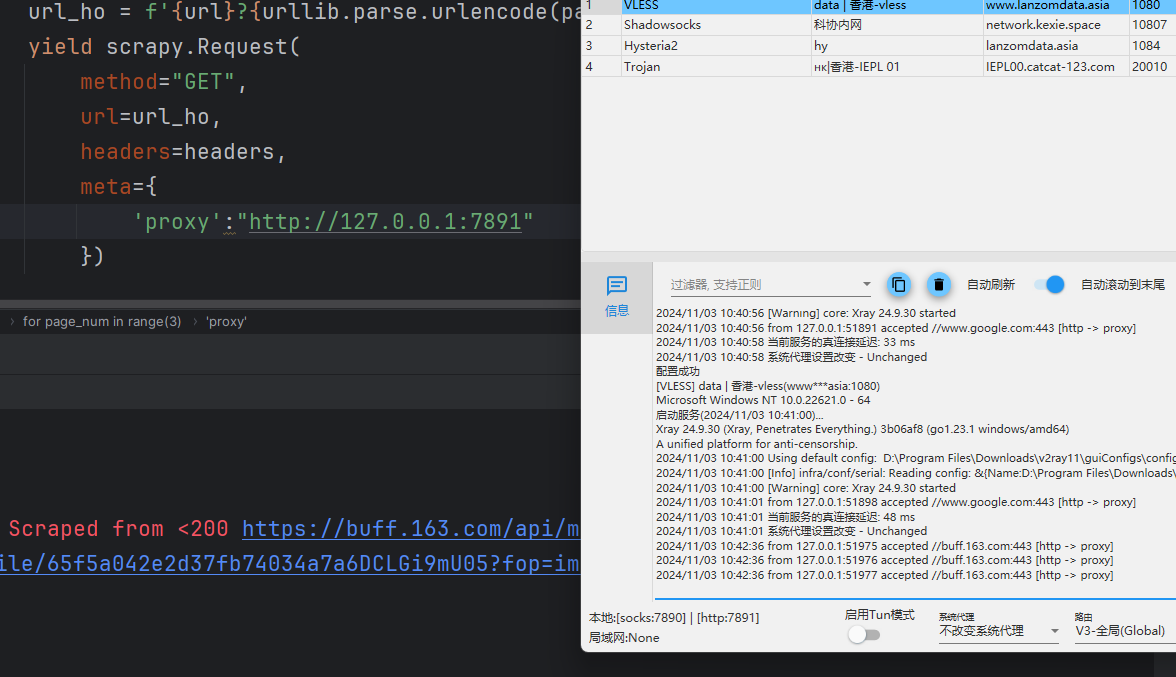 url_ho = f'{url}?{urllib.parse.urlencode(pa
yield scrapy.Request(
method="GET",
url=url_ho,
headers=headers,
meta={
'proxy':"http://127.0.0.1:7891"
})
for page_num in range(3) › 'proxy'
Scraped from <200 https://buff.163.com/api/m
ile/65f5a042e2d37fb74034a7a6DCLGi9mU05?fop=im
1 VLESS data | 香港-vless www.lanzomdata.asia 1080
2 Shadowsocks 科协内网 network.kexie.space 10807
3 Hysteria2 hy lanzomdata.asia 1084
4 Trojan нк|香港-IEPL 01 IEPL00.catcat-123.com 20010
信息
过滤器, 支持正则 自动刷新 自动滚动到末尾
2024/11/03 10:40:56 [Warning] core: Xray 24.9.30 started
2024/11/03 10:40:56 from 127.0.0.1:51891 accepted //www.google.com:443 [http -> proxy]
2024/11/03 10:40:58 当前服务的真连接延迟: 33 ms
2024/11/03 10:40:58 系统代理设置改变 - Unchanged
配置成功
[VLESS] data | 香港-vless(www***asia:1080)
Microsoft Windows NT 10.0.22621.0 - 64
启动服务(2024/11/03 10:41:00)...
Xray 24.9.30 (Xray, Penetrates Everything.) 3b06af8 (go1.23.1 windows/amd64)
A unified platform for anti-censorship.
2024/11/03 10:41:00 Using default config:  D:\Program Files\Downloads\v2ray11\guiConfigs\config
2024/11/03 10:41:00 [Info] infra/conf/serial: Reading config: &{Name:D:\Program Files\Downloads\
2024/11/03 10:41:00 [Warning] core: Xray 24.9.30 started
2024/11/03 10:41:01 from 127.0.0.1:51898 accepted //www.google.com:443 [http -> proxy]
2024/11/03 10:41:01 当前服务的真连接延迟: 48 ms
2024/11/03 10:41:01 系统代理设置改变 - Unchanged
2024/11/03 10:42:36 from 127.0.0.1:51975 accepted //buff.163.com:443 [http -> proxy]
2024/11/03 10:42:36 from 127.0.0.1:51976 accepted //buff.163.com:443 [http -> proxy]
2024/11/03 10:42:36 from 127.0.0.1:51977 accepted //buff.163.com:443 [http -> proxy]
本地:[socks:7890] | [http:7891]
局域网:None
启用Tun模式
系统代理
不改变系统代理
路由
V3-全局(Global)